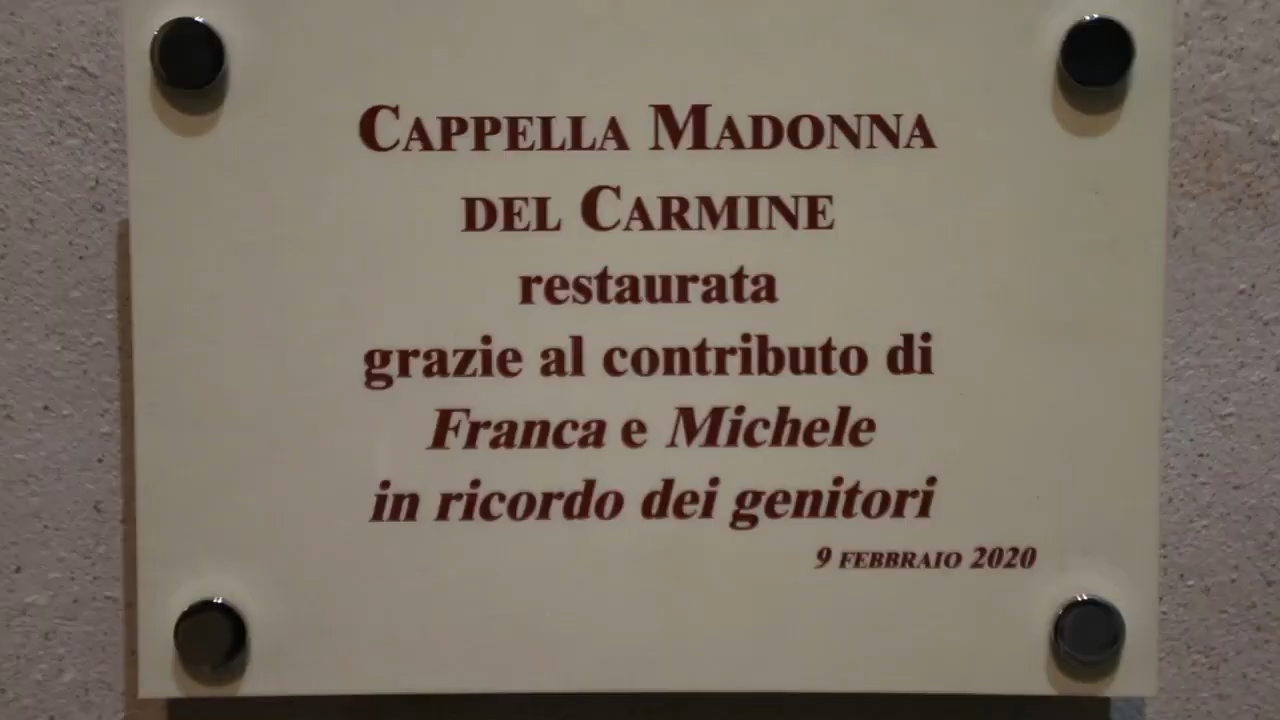 CAPPELLA MADONNA
DEL CARMINE
restaurata
grazie al contributo di
Franca e Michele
in ricordo dei genitori
9 FEBBRAIO 2020